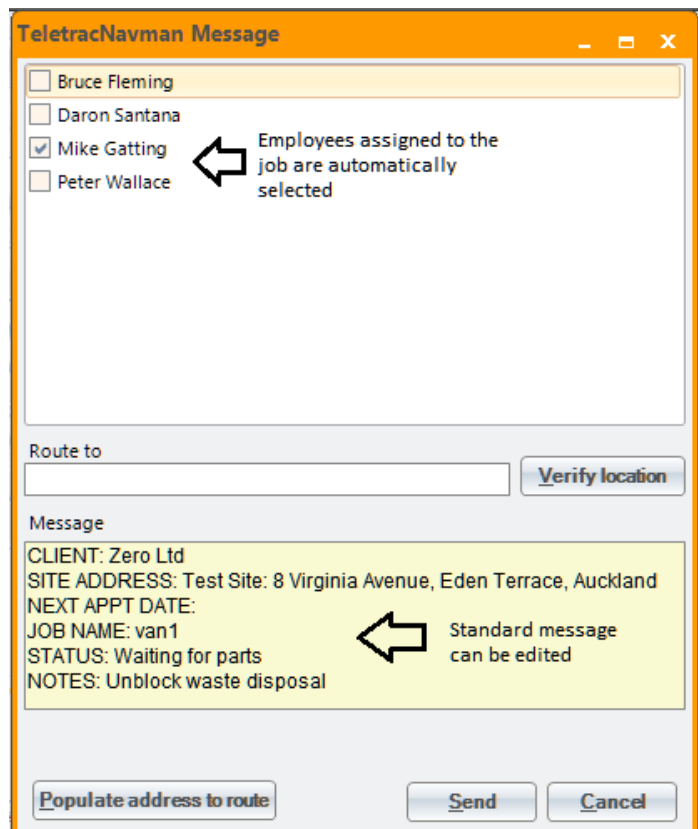 TeletracNavman Message
Bruce Fleming
Daron Santana
Mike Gatting
Peter Wallace
Employees assigned to the
job are automatically
selected
Route to
Verify location
Message
CLIENT: Zero Ltd
SITE ADDRESS: Test Site: 8 Virginia Avenue, Eden Terrace, Auckland
NEXT APPT DATE:
JOB NAME: van1
STATUS: Waiting for parts
NOTES: Unblock waste disposal
Standard message
can be edited
Populate address to route
Send
Cancel